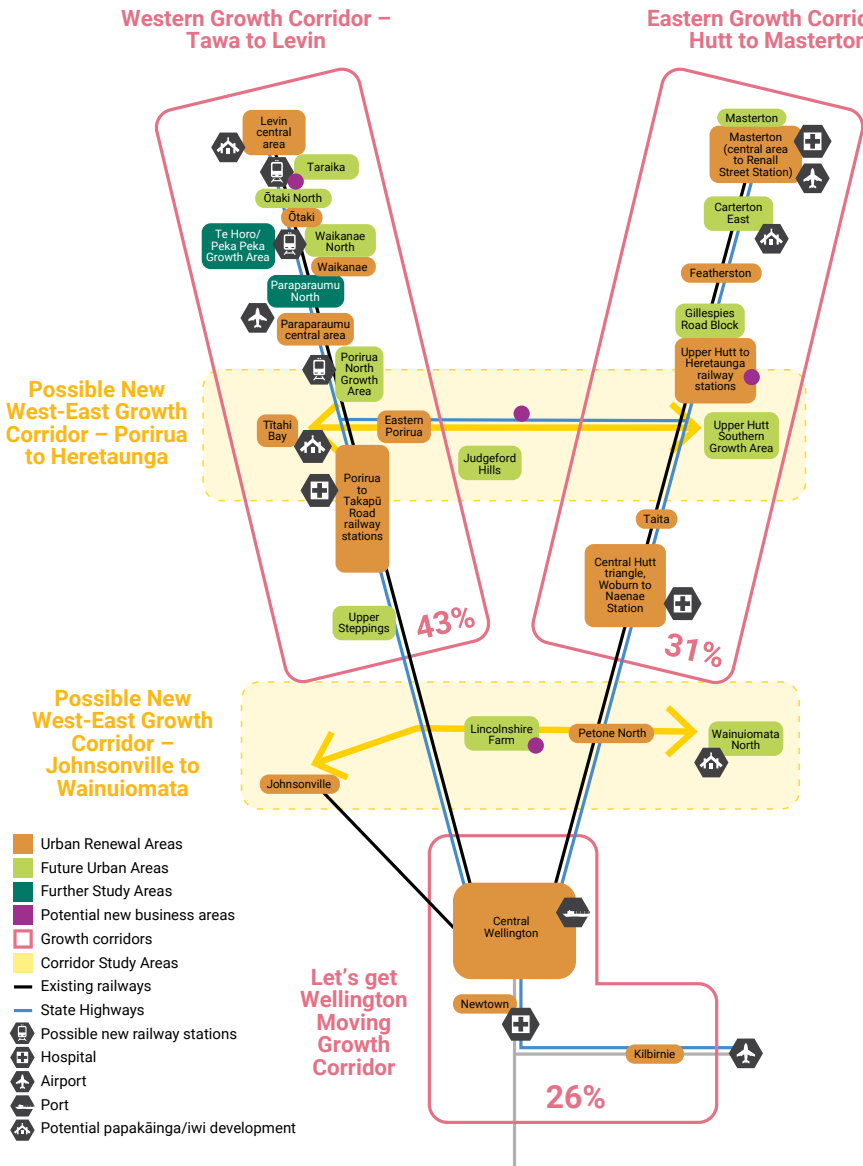 Western Growth Corridor –
Tawa to Levin
Eastern Growth Corrid
Hutt to Masterton
Levin
central
area
Taraika
Ōtaki North
Ōtaki
Te Horo/
Peka Peka
Growth Area
Waikanae
North
Waikanae
Paraparaumu
North
Paraparaumu
central area
Porirua
North
Growth
Area
Masterton
Masterton
(central area
to Renall
Street Station)
Carterton
East
Featherston
Gillespies
Road Block
Upper Hutt to
Heretaunga
railway
stations
Possible New
West-East Growth
Corridor – Porirua
to Heretaunga
Tītahi
Bay
Eastern
Porirua
Judgeford
Hills
Upper Hutt
Southern
Growth Area
Porirua
to
Takapū
Road
railway
stations
Taita
Central Hutt
triangle,
Woburn to
Naenae
Station
Upper
Steppings
43%
31%
Possible New
West-East Growth
Corridor –
Johnsonville to
Wainuiomata
Lincolnshire
Farm
Petone North
Wainuiomata
North
Johnsonville
Urban Renewal Areas
Future Urban Areas
Further Study Areas
Potential new business areas
Growth corridors
Corridor Study Areas
Existing railways
State Highways
Possible new railway stations
Hospital
Airport
Port
Potential papakāinga/iwi development
Central
Wellington
Let's get
Wellington
Moving
Growth
Corridor
Newtown
Kilbirnie
26%